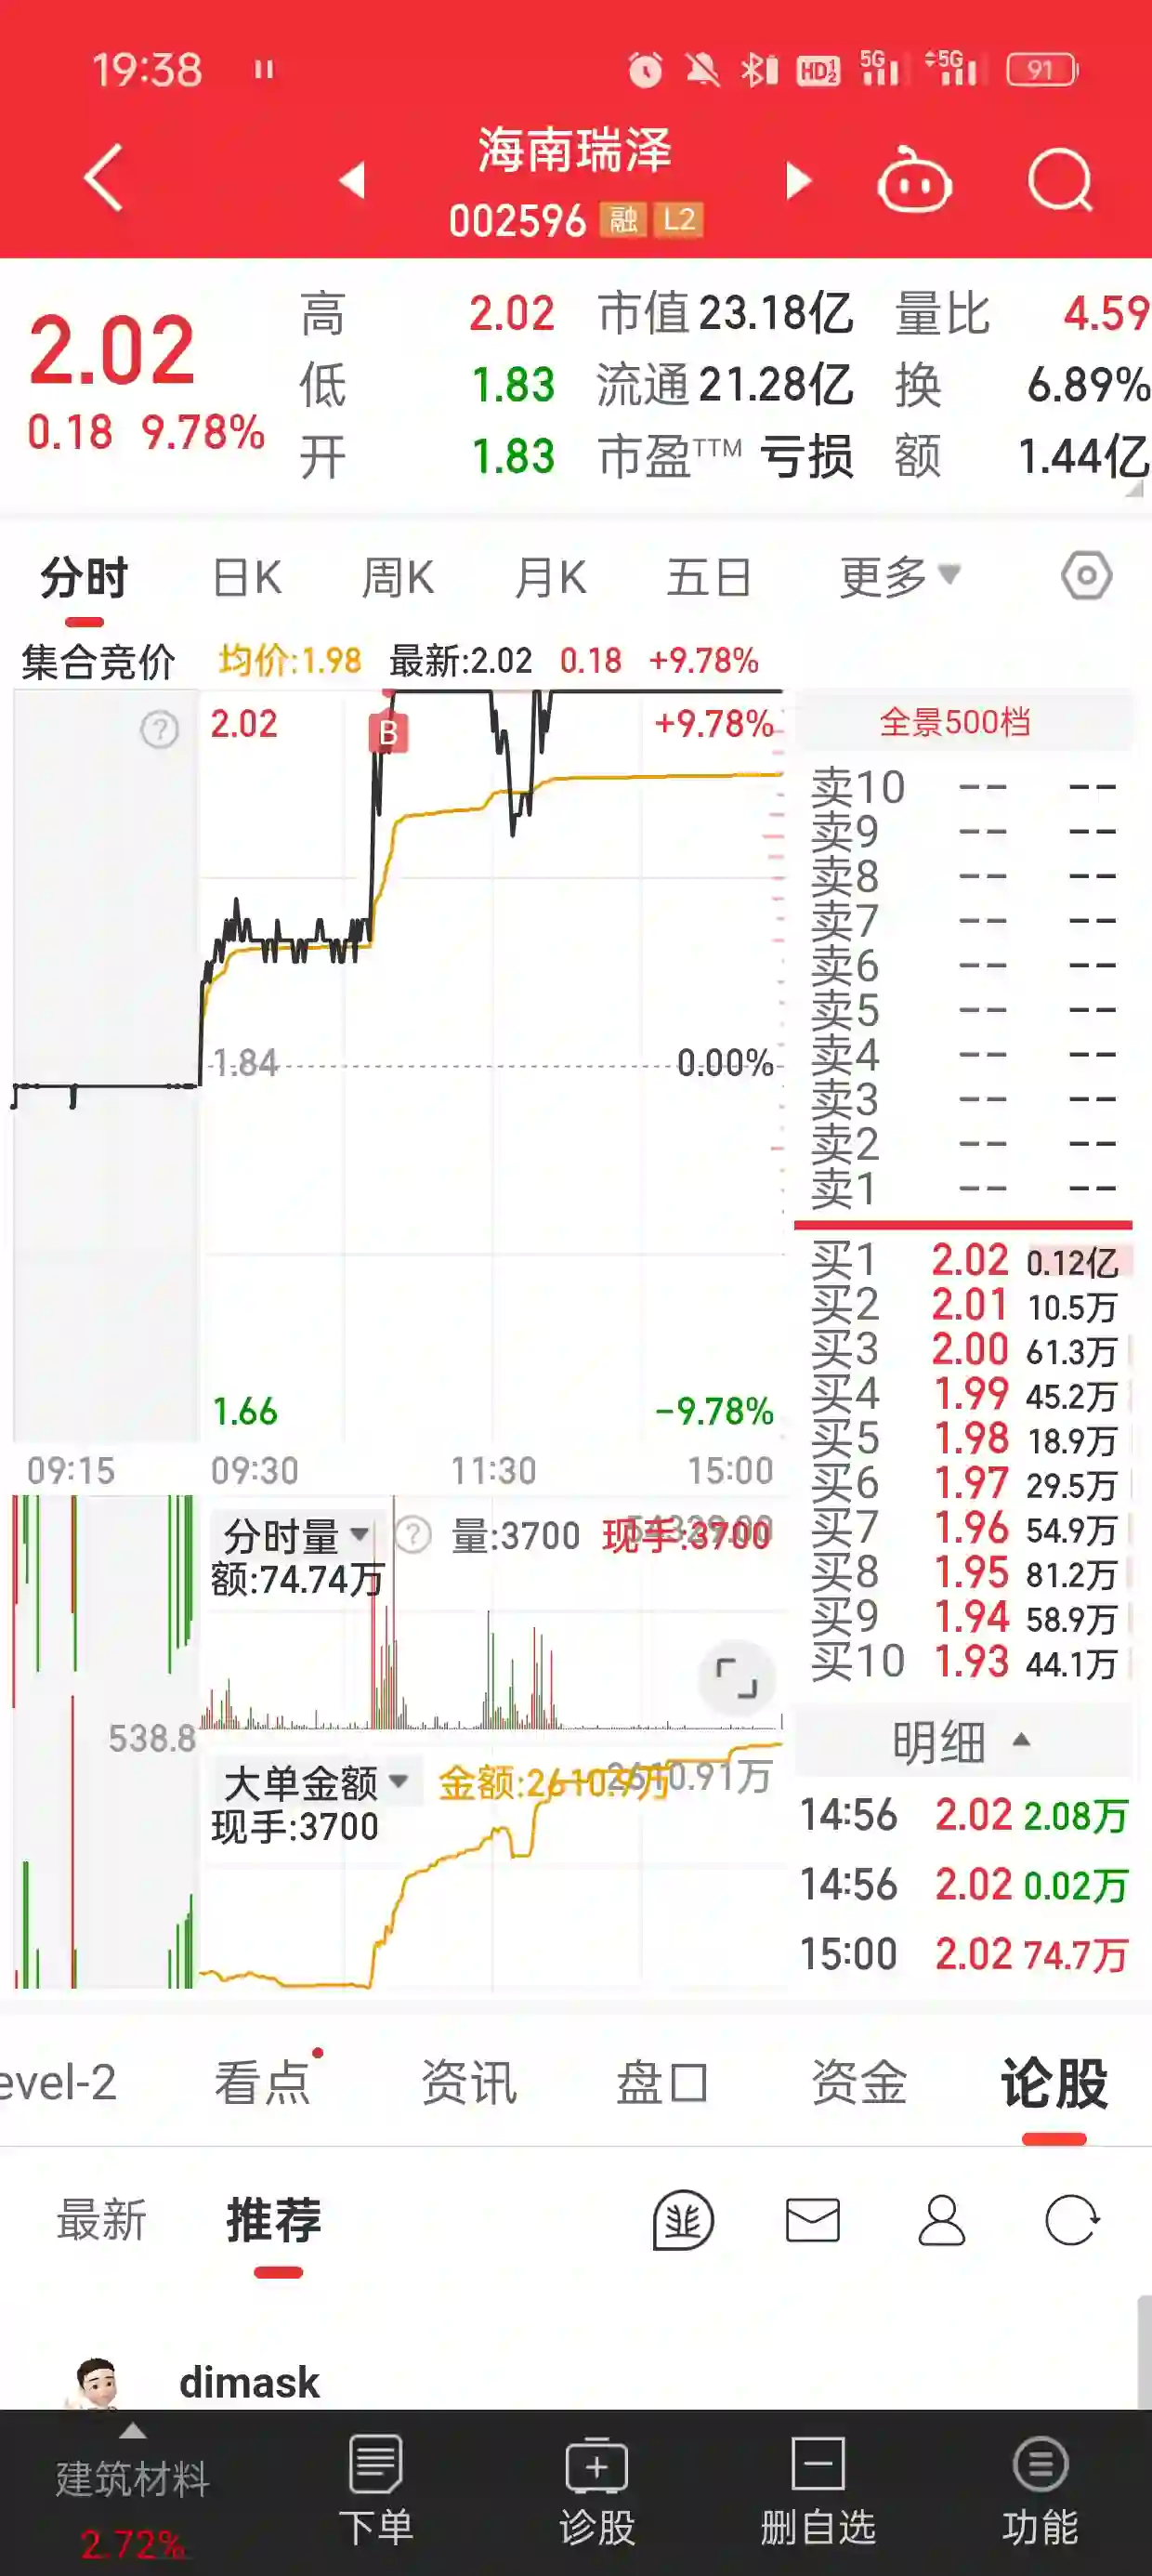 19:38 HD 5G 5G 91
海南瑞泽
002596 融 L2
2.02
0.18 9.78%
高 2.02 市值 23.18亿 量比 4.59
低 1.83 流通 21.28亿 换 6.89%
开 1.83 市盈TTM 亏损 额 1.44亿
分时 日K 周K 月K 五日 更多
集合竞价 均价:1.98 最新:2.02 0.18 +9.78%
2.02 +9.78%
B
1.84 0.00%
1.66 -9.78%
09:15 09:30 11:30 15:00
分时量 ? 量:3700 现手:3700
额:74.74万
538.8
大单金额 金额:2610.9万 2610.91万
现手:3700
全景500档
卖10 -- --
卖9 -- --
卖8 -- --
卖7 -- --
卖6 -- --
卖5 -- --
卖4 -- --
卖3 -- --
卖2 -- --
卖1 -- --
买1 2.02 0.12亿
买2 2.01 10.5万
买3 2.00 61.3万
买4 1.99 45.2万
买5 1.98 18.9万
买6 1.97 29.5万
买7 1.96 54.9万
买8 1.95 81.2万
买9 1.94 58.9万
买10 1.93 44.1万
明细
14:56 2.02 2.08万
14:56 2.02 0.02万
15:00 2.02 74.7万
evel-2 看点 资讯 盘口 资金 论股
最新 推荐
dimask
建筑材料
2.72%
下单 诊股 删自选 功能